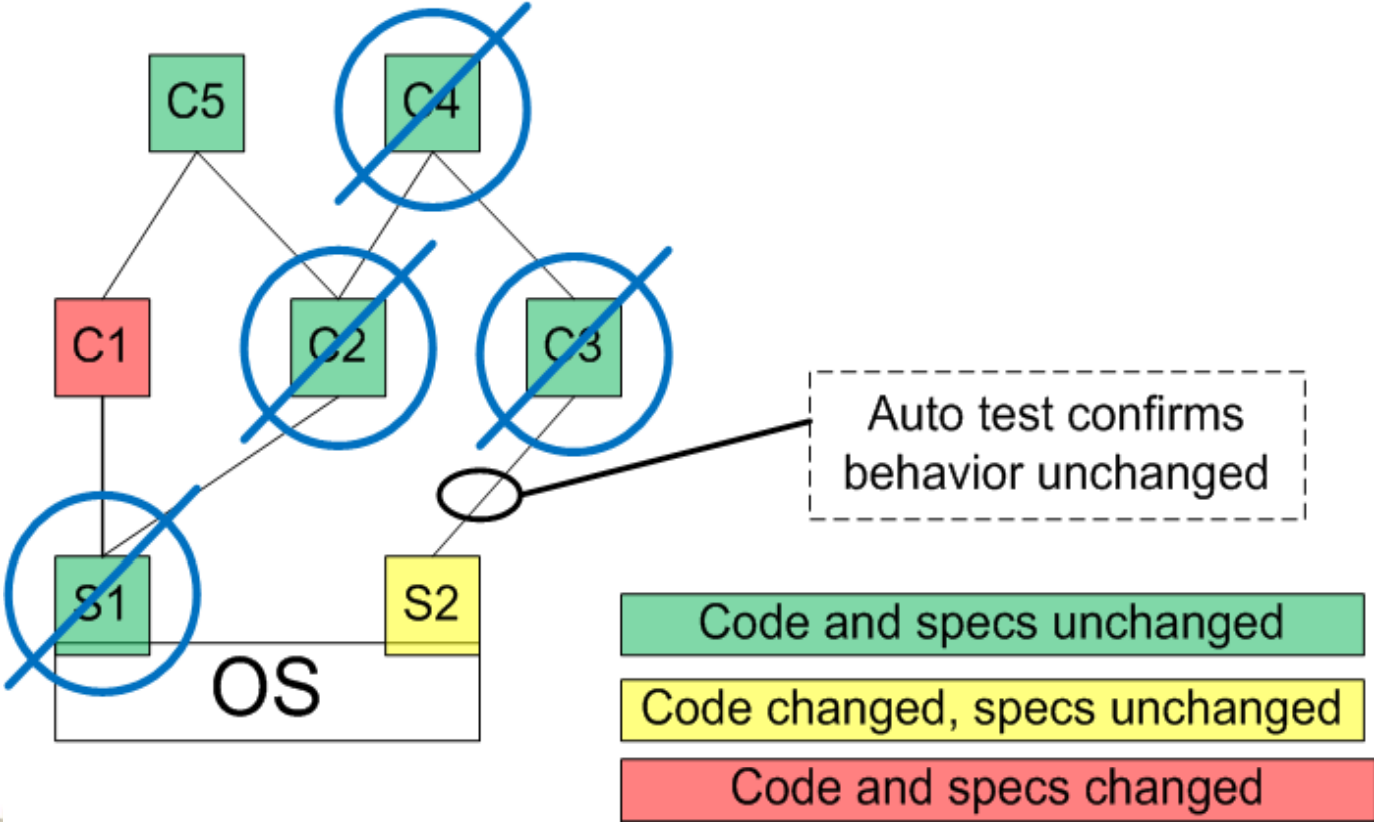 C5
C4
C1
C2
C3
Auto test confirms
behavior unchanged
S1
S2
OS
Code and specs unchanged
Code changed, specs unchanged
Code and specs changed